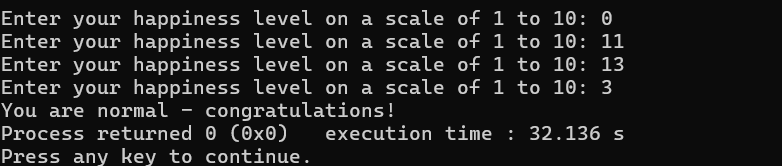 Enter your happiness level on a scale of 1 to 10: 0
Enter your happiness level on a scale of 1 to 10: 11
Enter your happiness level on a scale of 1 to 10: 13
Enter your happiness level on a scale of 1 to 10: 3
You are normal - congratulations!
Process returned 0 (0x0)   execution time : 32.136 s
Press any key to continue.